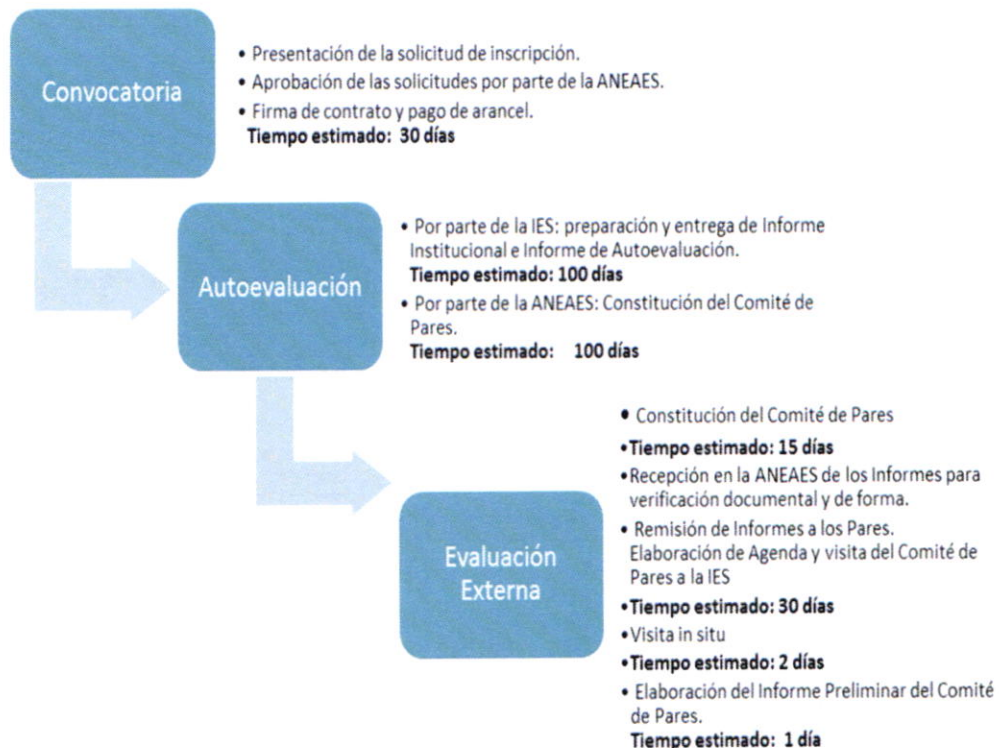 Convocatoria
• Presentación de la solicitud de inscripción.
• Aprobación de las solicitudes por parte de la ANEAES.
• Firma de contrato y pago de arancel.
Tiempo estimado: 30 días
Autoevaluación
• Por parte de la IES: preparación y entrega de Informe
Institucional e Informe de Autoevaluación.
Tiempo estimado: 100 días
• Por parte de la ANEAES: Constitución del Comité de
Pares.
Tiempo estimado: 100 días
Evaluación
Externa
• Constitución del Comité de Pares
•Tiempo estimado: 15 días
•Recepción en la ANEAES de los Informes para
verificación documental y de forma.
• Remisión de Informes a los Pares.
Elaboración de Agenda y visita del Comité de
Pares a la IES
•Tiempo estimado: 30 días
•Visita in situ
•Tiempo estimado: 2 días
• Elaboración del Informe Preliminar del Comité
de Pares.
Tiempo estimado: 1 día